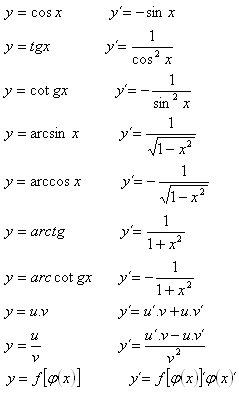 y = cos x y‘= −sin x
y = tgx y‘= 1/cos² x
y = cot gx y‘= − 1/sin² x
y = arcsin x y‘= 1/√(1−x²)
y = arccos x y‘= − 1/√(1−x²)
y = arctg y‘= 1/(1+x²)
y = arc cot gx y‘= − 1/(1+x²)
y = u.v y‘= u‘.v + u.v‘
y = u/v y‘= (u‘.v − u.v‘)/v²
y = f[φ(x)] y‘= f[φ(x)]‘φ(x)‘